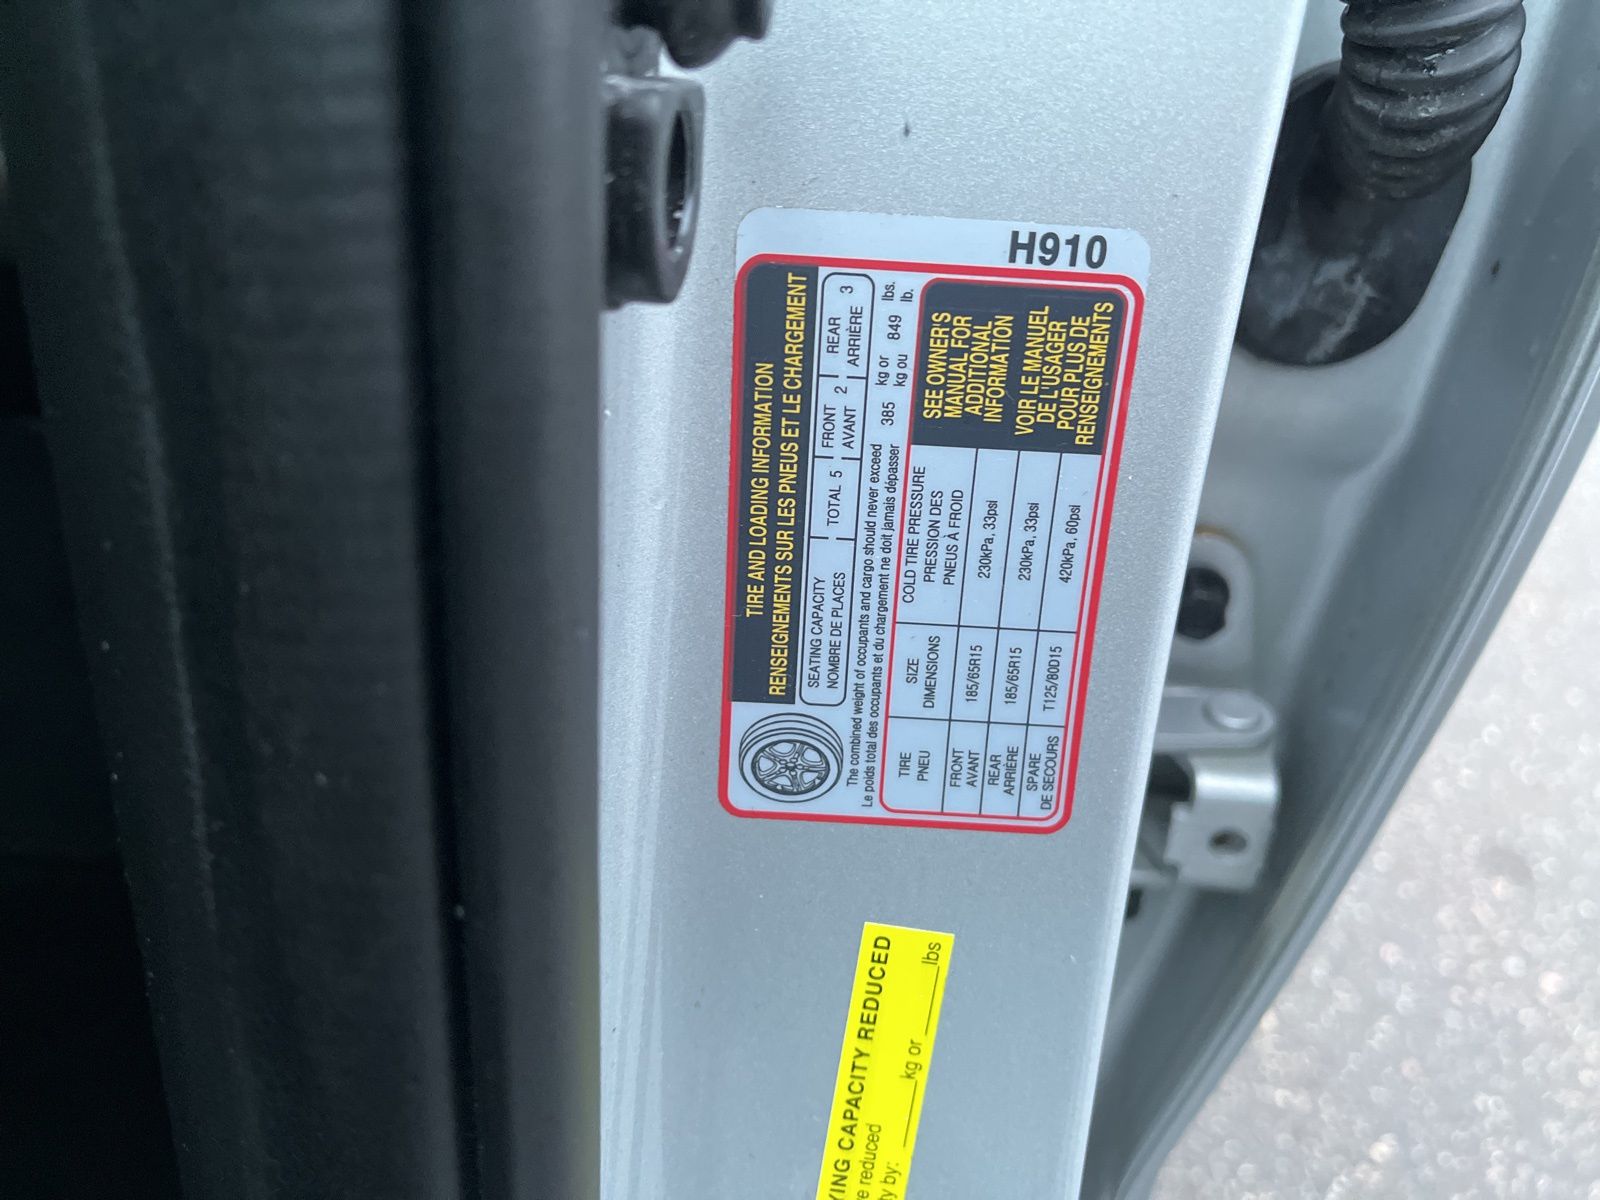 H910
TIRE AND LOADING INFORMATION
RENSEIGNEMENTS SUR LES PNEUS ET LE CHARGEMENT
SEATING CAPACITY
NOMBRE DE PLACES
TOTAL 5
FRONT
AVANT 2
REAR
ARRIÈRE 3
The combined weight of occupants and cargo should never exceed 385 kg or 849 lbs.
Le poids total des occupants et du chargement ne doit jamais dépasser kg ou lb.
TIRE
PNEU
SIZE
DIMENSIONS
COLD TIRE PRESSURE
PRESSION DES
PNEUS À FROID
FRONT
AVANT
185/65R15
230kPa, 33psi
REAR
ARRIÈRE
185/65R15
230kPa, 33psi
SPARE
DE SECOURS
T125/80D15
420kPa, 60psi
SEE OWNER'S
MANUAL FOR
ADDITIONAL
INFORMATION
VOIR LE MANUEL
DE L'USAGER
POUR PLUS DE
RENSEIGNEMENTS
CAPACITY REDUCED
reduced
by: ______kg or ______lbs